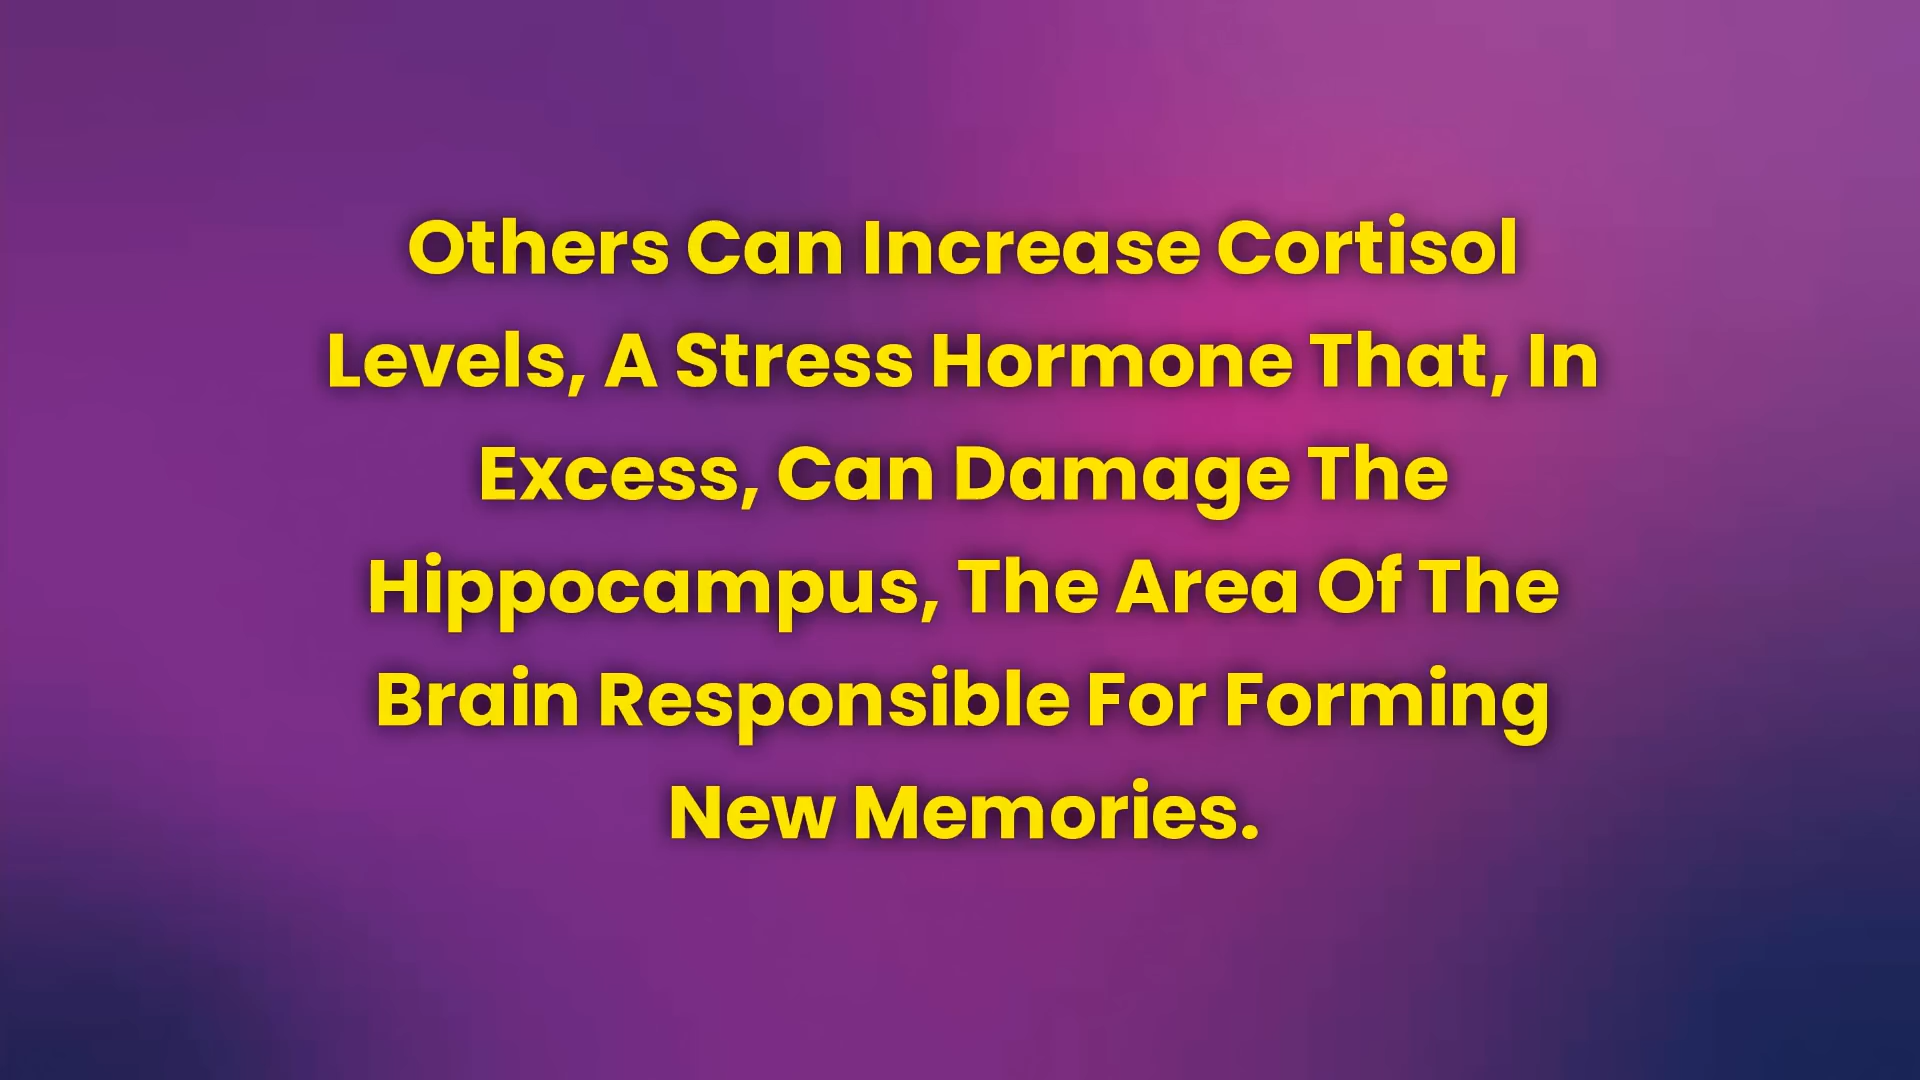 Others Can Increase Cortisol
Levels, A Stress Hormone That, In
Excess, Can Damage The
Hippocampus, The Area Of The
Brain Responsible For Forming
New Memories.